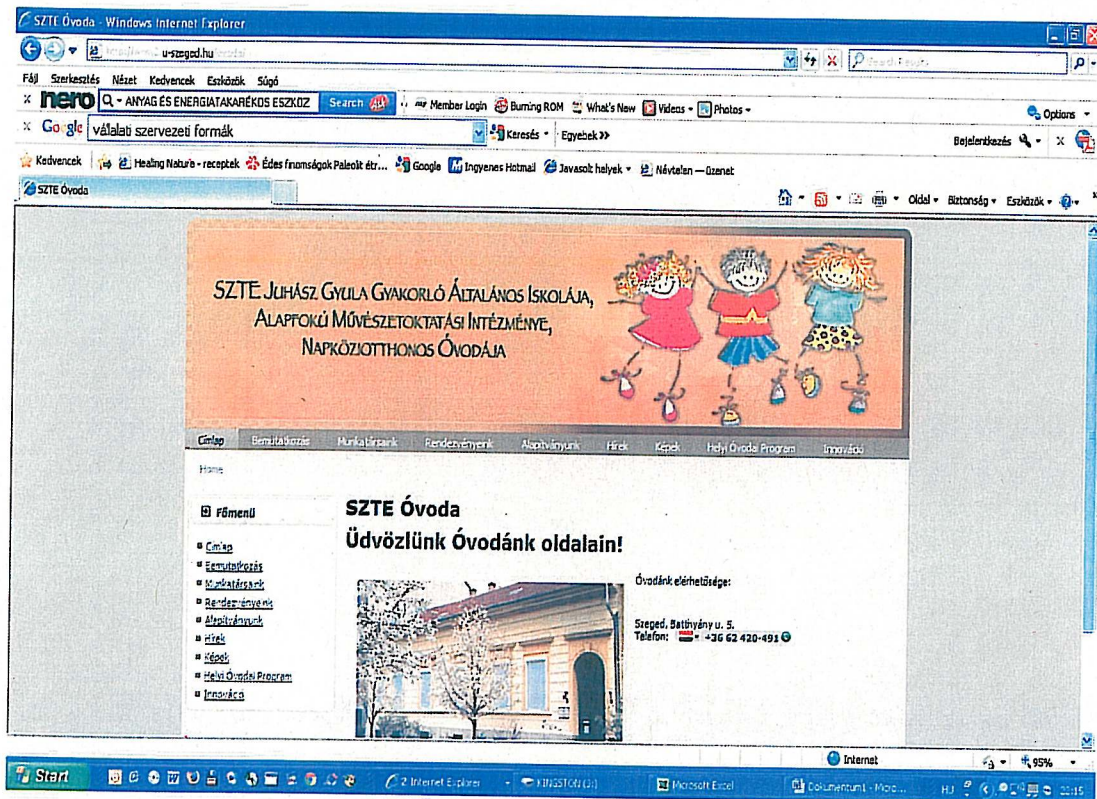 SZTE Óvoda - Windows Internet Explorer
u-szeged.hu
Fájl Szerkesztés Nézet Kedvencek Eszközök Súgó
nero ANYAG ÉS ENERGIATAKARÉKOS ESZKÖZ Search Member Login Burning ROM What's New Videos Photos Options
Google válalati szervezeti formák Keresés Egyebek >> Bejelentkezés
Kedvencek Healing Nature - receptek Édes finomságok Paleolit étr... Google Ingyenes Hotmail Javasolt helyek Névtelen — üzenet
SZTE Óvoda Oldal Biztonság Eszközök
SZTE JUHÁSZ GYULA GYAKORLÓ ÁLTALÁNOS ISKOLÁJA,
ALAPFOKÚ MŰVÉSZETOKTATÁSI INTÉZMÉNYE,
NAPKÖZIOTTHONOS ÓVODÁJA
Címlap Bemutatkozás Munkatársaink Rendezvényeink Alapítványunk Hírek Képek Helyi Óvodai Program Innováció
Home
Főmenü
Címlap
Bemutatkozás
Munkatársaink
Rendezvényeink
Alapítványunk
Hírek
Képek
Helyi Óvodai Program
Innováció
SZTE Óvoda
Üdvözlünk Óvodánk oldalain!
Óvodánk elérhetősége:
Szeged, Batthyány u. 5.
Telefon: +36 62 420-491
Internet 95%
Start 2 Internet Explorer KINGSTON Microsoft Excel Dokumentum1 - Micro... HU 22:15